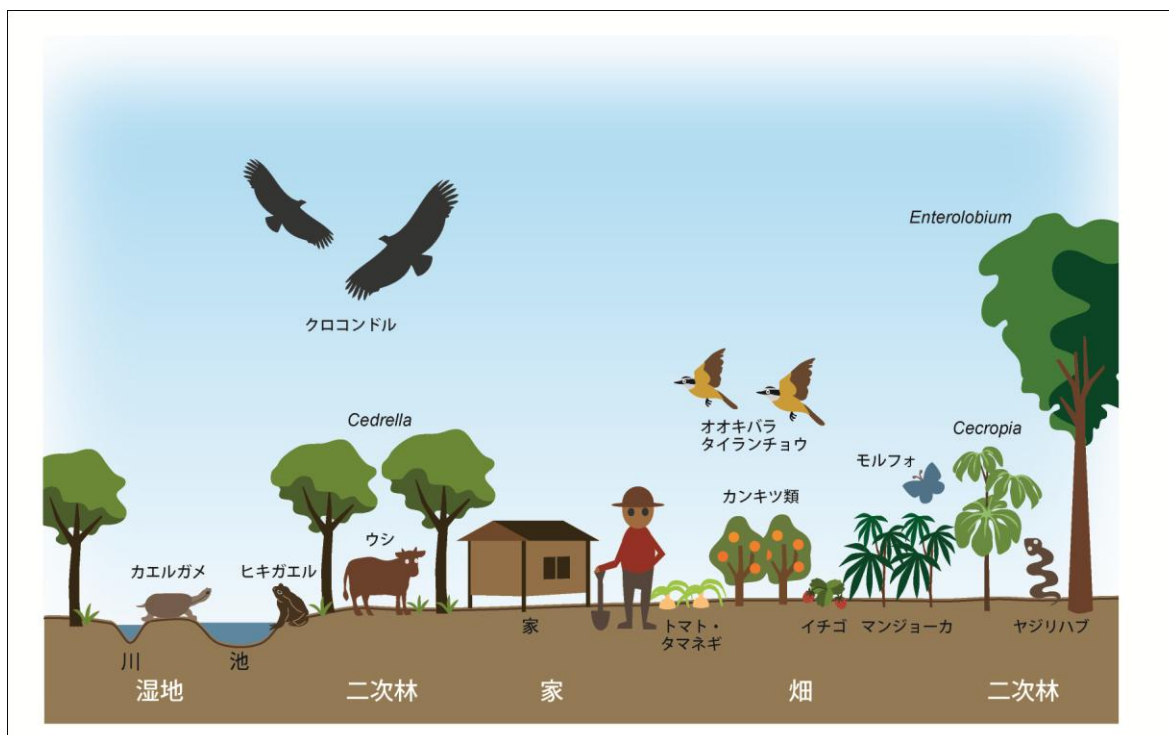 Enterolobium
クロコンドル
Cedrella
オオキバラ
タイランチョウ
Cecropia
モルフォ
カンキツ類
ウシ
カエルガメ
ヒキガエル
家
トマト・
タマネギ
イチゴ
マンジョーカ
ヤジリハブ
川
池
湿地
二次林
家
畑
二次林